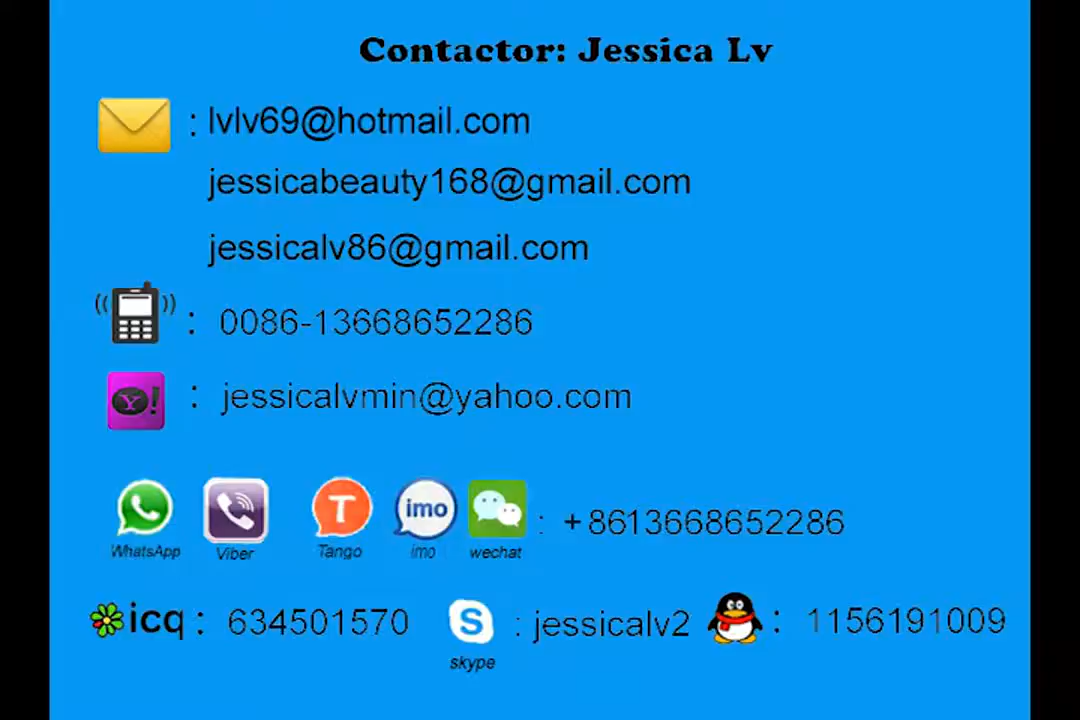 Contactor: Jessica Lv
: lvlv69@hotmail.com
jessicabeauty168@gmail.com
jessicalv86@gmail.com
: 0086-13668652286
Y! : jessicalvmin@yahoo.com
T imo : +8613668652286
WhatsApp Viber Tango imo wechat
icq : 634501570 S : jessicalv2 : 1156191009
skype